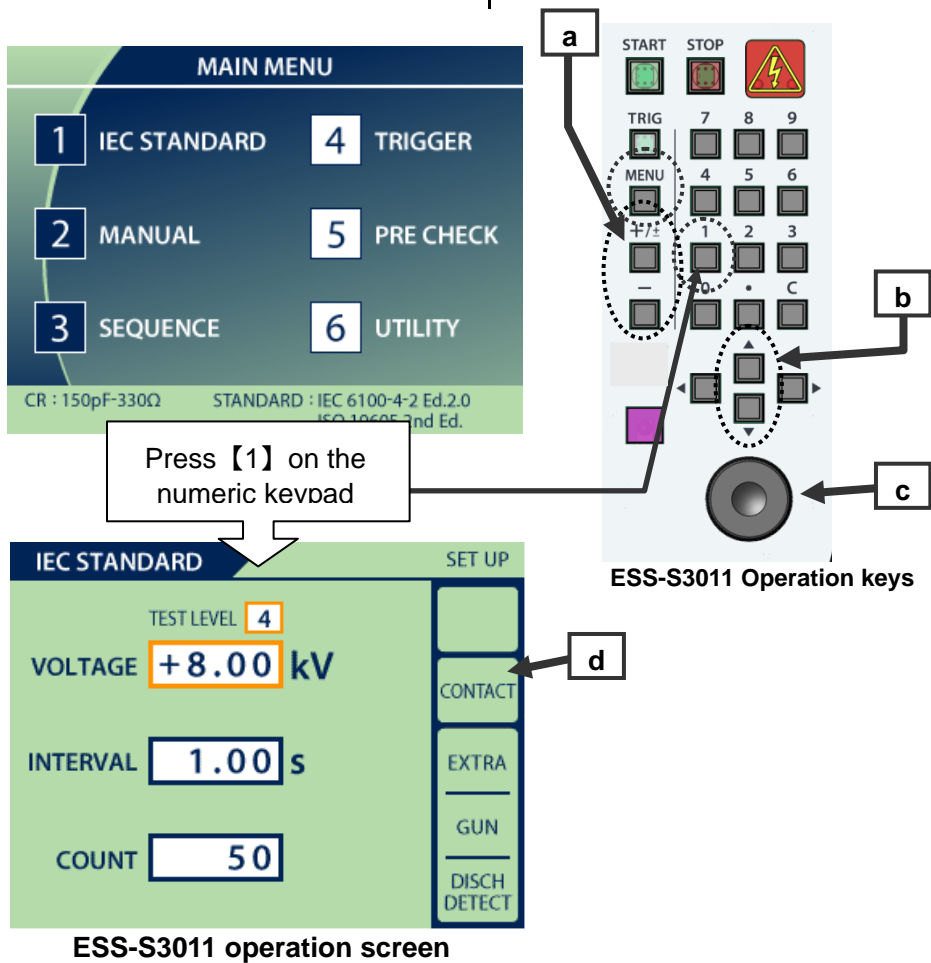 MAIN MENU
1 IEC STANDARD 4 TRIGGER
2 MANUAL 5 PRE CHECK
3 SEQUENCE 6 UTILITY
CR : 150pF-330Ω STANDARD : IEC 6100-4-2 Ed.2.0
ISO 10605 2nd Ed.
Press 【1】 on the
numeric keypad
IEC STANDARD SET UP
TEST LEVEL 4
VOLTAGE +8.00 kV
CONTACT
INTERVAL 1.00 s
EXTRA
GUN
COUNT 50
DISCH
DETECT
ESS-S3011 operation screen
a
START STOP
TRIG 7 8 9
MENU 4 5 6
+/± 1 2 3
− 0 • C
b
c
ESS-S3011 Operation keys
d